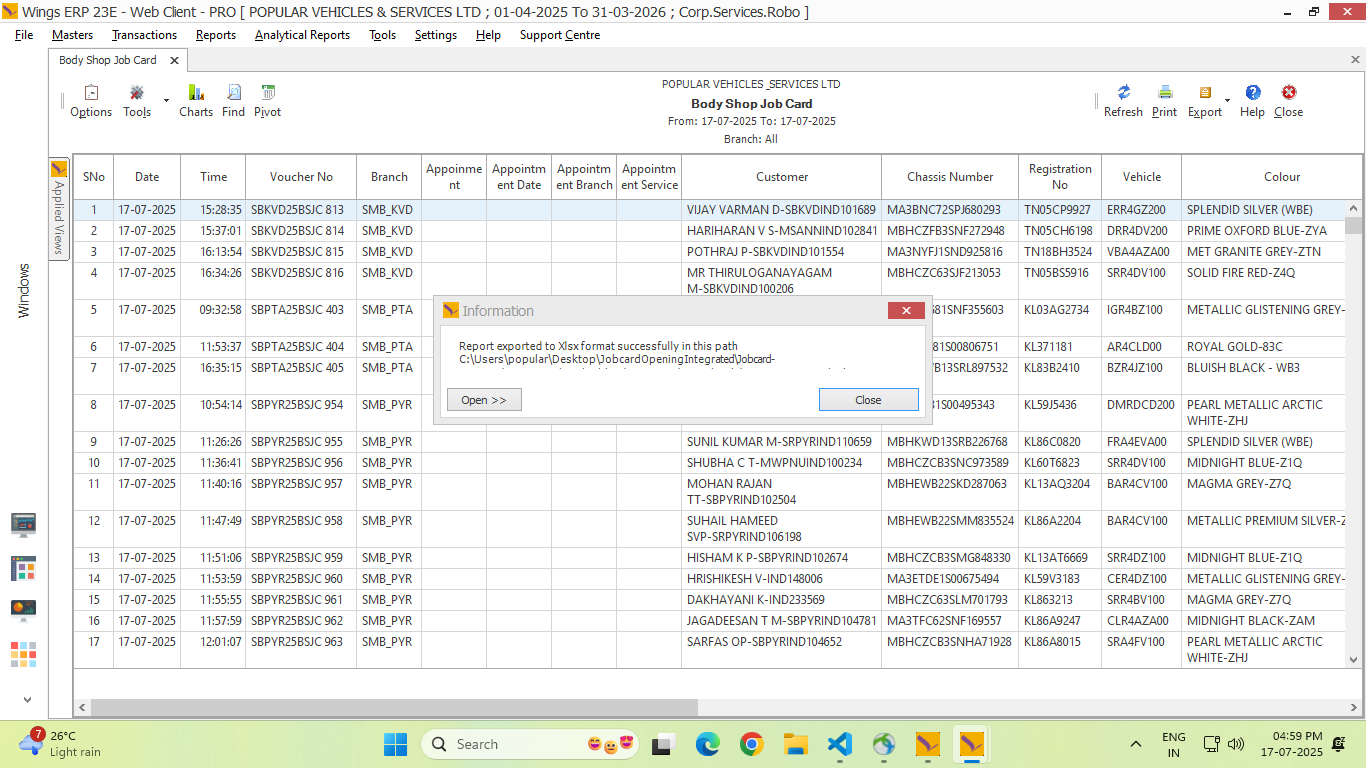 Wings ERP 23E - Web Client - PRO [ POPULAR VEHICLES & SERVICES LTD ; 01-04-2025 To 31-03-2026 ; Corp.Services.Robo ]
File Masters Transactions Reports Analytical Reports Tools Settings Help Support Centre
Body Shop Job Card
Options Tools Charts Find Pivot
POPULAR VEHICLES_SERVICES LTD
Body Shop Job Card
From: 17-07-2025 To: 17-07-2025
Branch: All
Refresh Print Export Help Close
Windows
Applied Views
SNo Date Time Voucher No Branch Appoinment Appointment Date Appointment Branch Appointment Service Customer Chassis Number Registration No Vehicle Colour
1 17-07-2025 15:28:35 SBKVD25BSJC 813 SMB_KVD VIJAY VARMAN D-SBKVDIND101689 MA3BNC72SPJ680293 TN05CP9927 ERR4GZ200 SPLENDID SILVER (WBE)
2 17-07-2025 15:37:01 SBKVD25BSJC 814 SMB_KVD HARIHARAN V S-MSANNIND102841 MBHCZFB3SNF272948 TN05CH6198 DRR4DV200 PRIME OXFORD BLUE-ZYA
3 17-07-2025 16:13:54 SBKVD25BSJC 815 SMB_KVD POTHRAJ P-SBKVDIND101554 MA3NYFJ1SND925816 TN18BH3524 VBA4AZA00 MET GRANITE GREY-ZTN
4 17-07-2025 16:34:26 SBKVD25BSJC 816 SMB_KVD MR THIRULOGANAYAGAM M-SBKVDIND100206 MBHCZC63SJF213053 TN05BS5916 SRR4DV100 SOLID FIRE RED-Z4Q
5 17-07-2025 09:32:58 SBPTA25BSJC 403 SMB_PTA 81SNF355603 KL03AG2734 IGR4BZ100 METALLIC GLISTENING GREY-
6 17-07-2025 11:53:37 SBPTA25BSJC 404 SMB_PTA 81S00806751 KL371181 AR4CLD00 ROYAL GOLD-83C
7 17-07-2025 16:35:15 SBPTA25BSJC 405 SMB_PTA B13SRL897532 KL83B2410 BZR4JZ100 BLUISH BLACK - WB3
8 17-07-2025 10:54:14 SBPYR25BSJC 954 SMB_PYR 1S00495343 KL59J5436 DMRDCD200 PEARL METALLIC ARCTIC WHITE-ZHJ
9 17-07-2025 11:26:26 SBPYR25BSJC 955 SMB_PYR SUNIL KUMAR M-SRPYRIND110659 MBHKWD13SRB226768 KL86C0820 FRA4EVA00 SPLENDID SILVER (WBE)
10 17-07-2025 11:36:41 SBPYR25BSJC 956 SMB_PYR SHUBHA C T-MWPNUIND100234 MBHCZCB3SNC973589 KL60T6823 SRR4DV100 MIDNIGHT BLUE-Z1Q
11 17-07-2025 11:40:16 SBPYR25BSJC 957 SMB_PYR MOHAN RAJAN TT-SBPYRIND102504 MBHEWB22SKD287063 KL13AQ3204 BAR4CV100 MAGMA GREY-Z7Q
12 17-07-2025 11:47:49 SBPYR25BSJC 958 SMB_PYR SUHAIL HAMEED SVP-SRPYRIND106198 MBHEWB22SMM835524 KL86A2204 BAR4CV100 METALLIC PREMIUM SILVER-Z
13 17-07-2025 11:51:06 SBPYR25BSJC 959 SMB_PYR HISHAM K P-SBPYRIND102674 MBHCZCB3SMG848330 KL13AT6669 SRR4DZ100 MIDNIGHT BLUE-Z1Q
14 17-07-2025 11:53:59 SBPYR25BSJC 960 SMB_PYR HRISHIKESH V-IND148006 MA3ETDE1S00675494 KL59V3183 CER4DZ100 METALLIC GLISTENING GREY-
15 17-07-2025 11:55:55 SBPYR25BSJC 961 SMB_PYR DAKHAYANI K-IND233569 MBHCZC63SLM701793 KL863213 SRR4BV100 MAGMA GREY-Z7Q
16 17-07-2025 11:57:59 SBPYR25BSJC 962 SMB_PYR JAGADEESAN T M-SBPYRIND104781 MA3TFC62SNF169557 KL86A9247 CLR4AZA00 MIDNIGHT BLACK-ZAM
17 17-07-2025 12:01:07 SBPYR25BSJC 963 SMB_PYR SARFAS OP-SBPYRIND104652 MBHCZCB3SNHA71928 KL86A8015 SRA4FV100 PEARL METALLIC ARCTIC WHITE-ZHJ
Information
Report exported to Xlsx format successfully in this path
C:\Users\popular\Desktop\JobcardOpeningIntegrated\Jobcard-
Open >> Close
7 26°C
Light rain
Search
ENG
IN
04:59 PM
17-07-2025